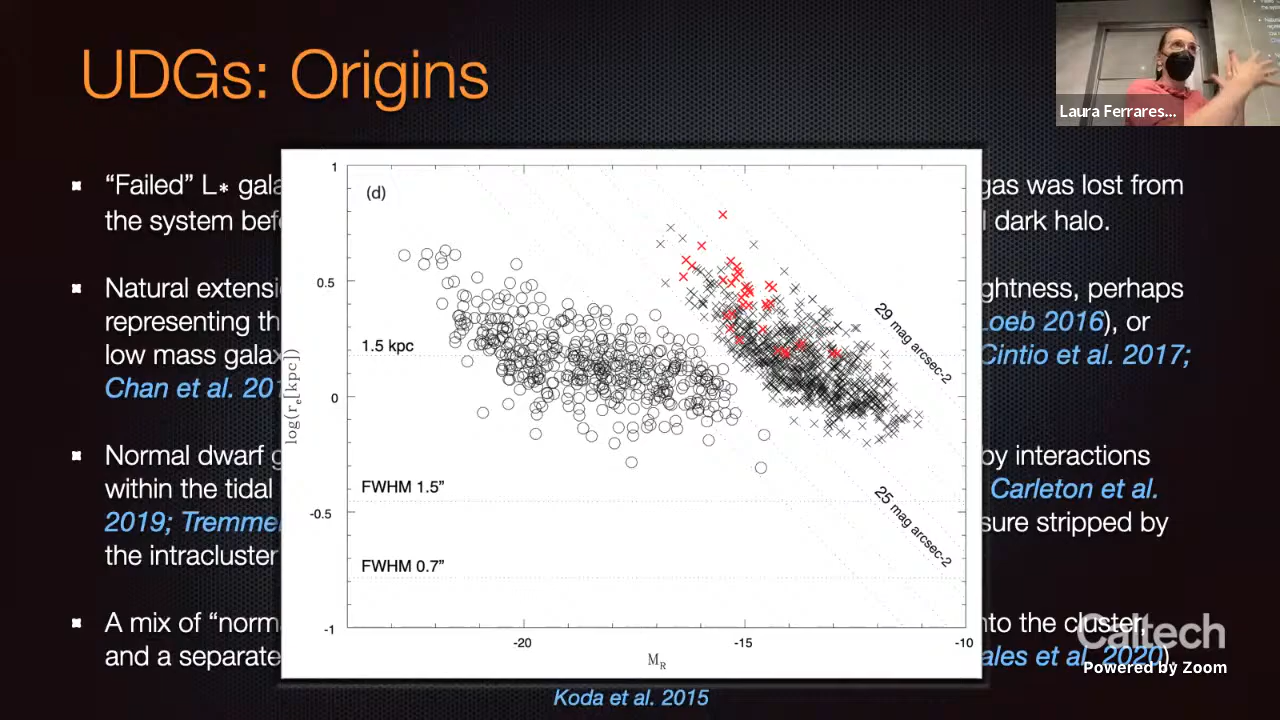 UDGs: Origins
Laura Ferrares...
“Failed” L* gala
gas was lost from
the system bef
l dark halo.
Natural extensi
ghtness, perhaps
representing th
Loeb 2016), or
low mass galax
Cintio et al. 2017;
Chan et al. 201
Normal dwarf g
by interactions
within the tidal
Carleton et al.
2019; Tremmel
sure stripped by
the intracluster
A mix of “norm
nto the cluster,
and a separate
ales et al. 2020)
(d)
1
0.5
0
-0.5
-1
log(re[kpc])
1.5 kpc
FWHM 1.5”
FWHM 0.7”
29 mag arcsec-2
25 mag arcsec-2
-20
-15
-10
MR
Koda et al. 2015
Caltech
Powered by Zoom